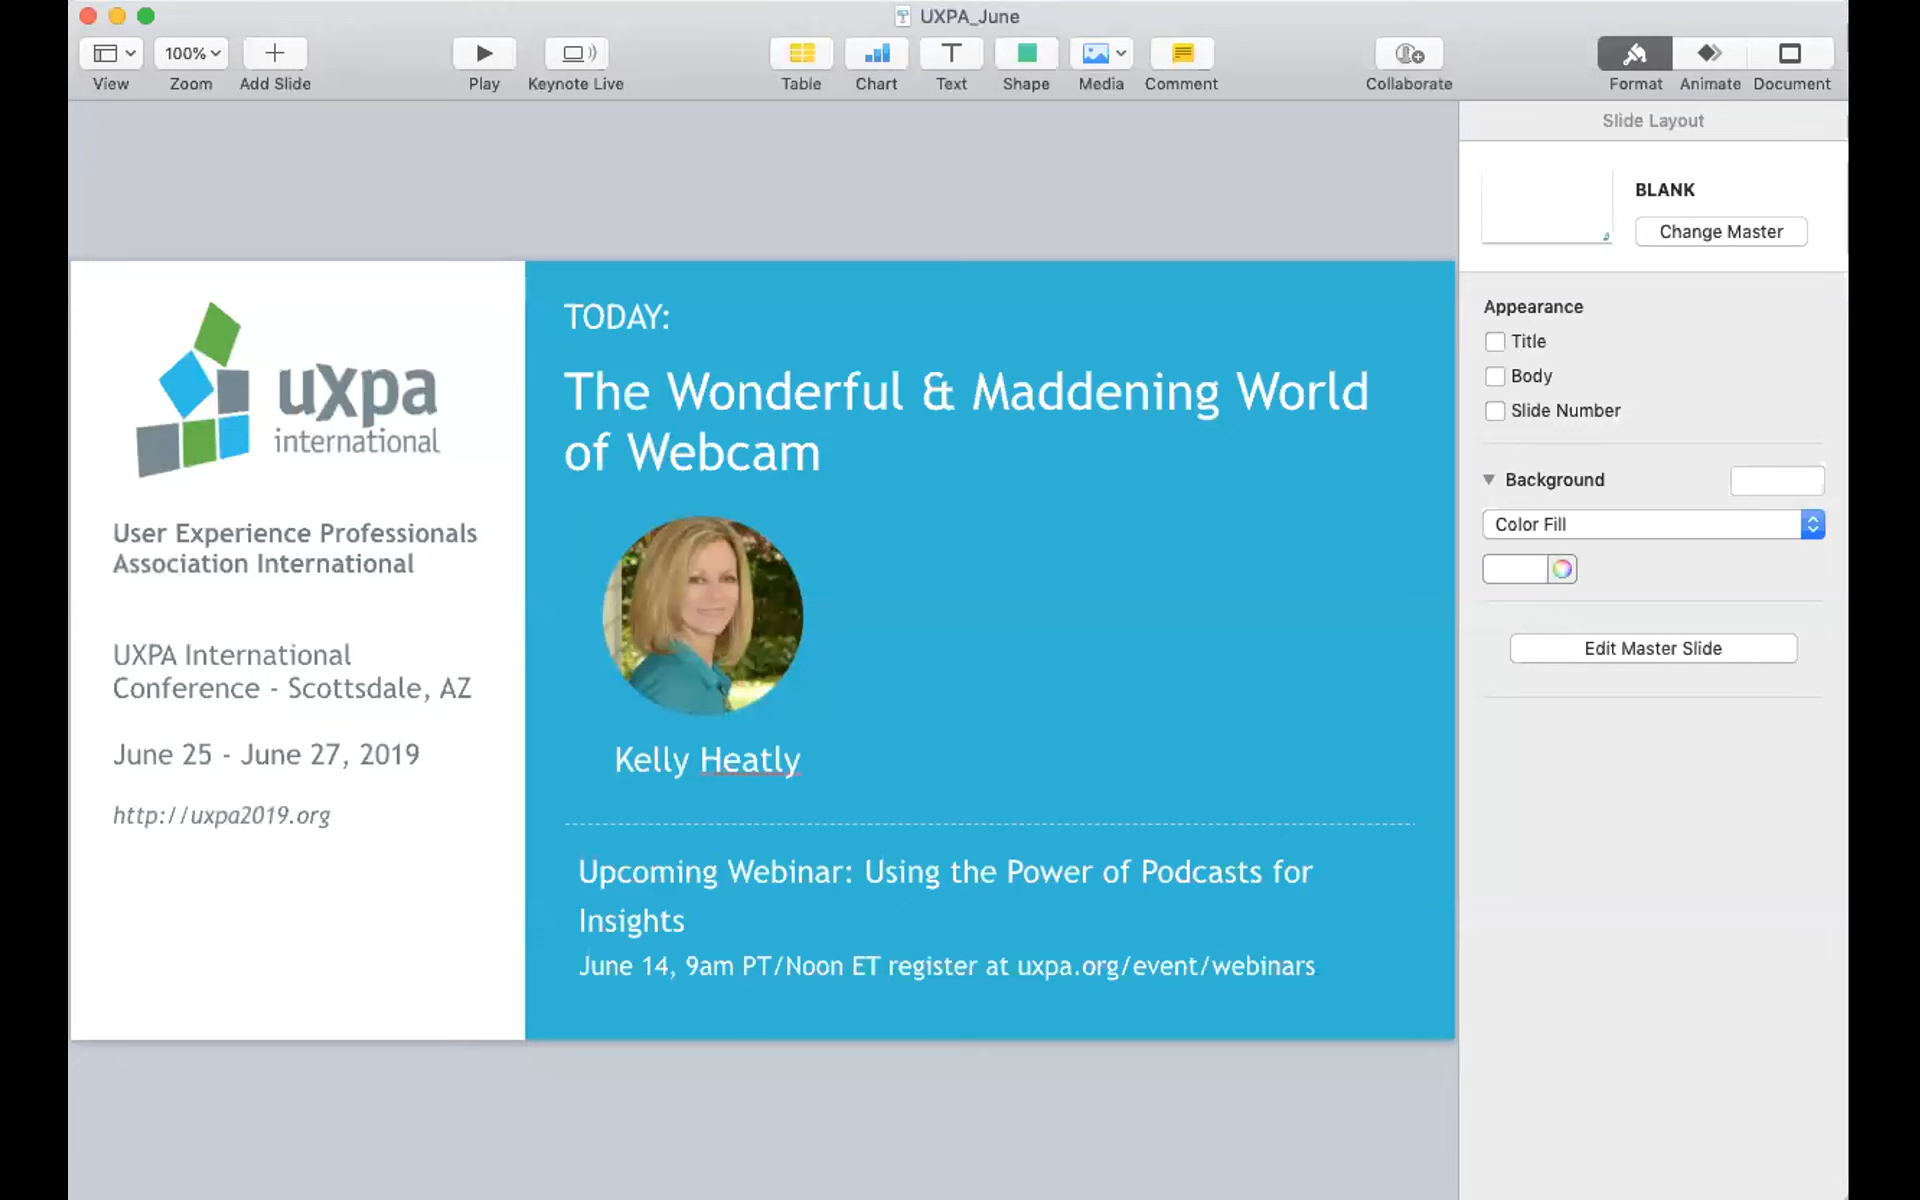 UXPA_June
100%
View
Zoom
Add Slide
Play
Keynote Live
Table
Chart
Text
Shape
Media
Comment
Collaborate
Format
Animate
Document
uxpa
international
User Experience Professionals
Association International
UXPA International
Conference - Scottsdale, AZ
June 25 - June 27, 2019
http://uxpa2019.org
TODAY:
The Wonderful & Maddening World
of Webcam
Kelly Heatly
Upcoming Webinar: Using the Power of Podcasts for
Insights
June 14, 9am PT/Noon ET register at uxpa.org/event/webinars
Slide Layout
BLANK
Change Master
Appearance
Title
Body
Slide Number
Background
Color Fill
Edit Master Slide